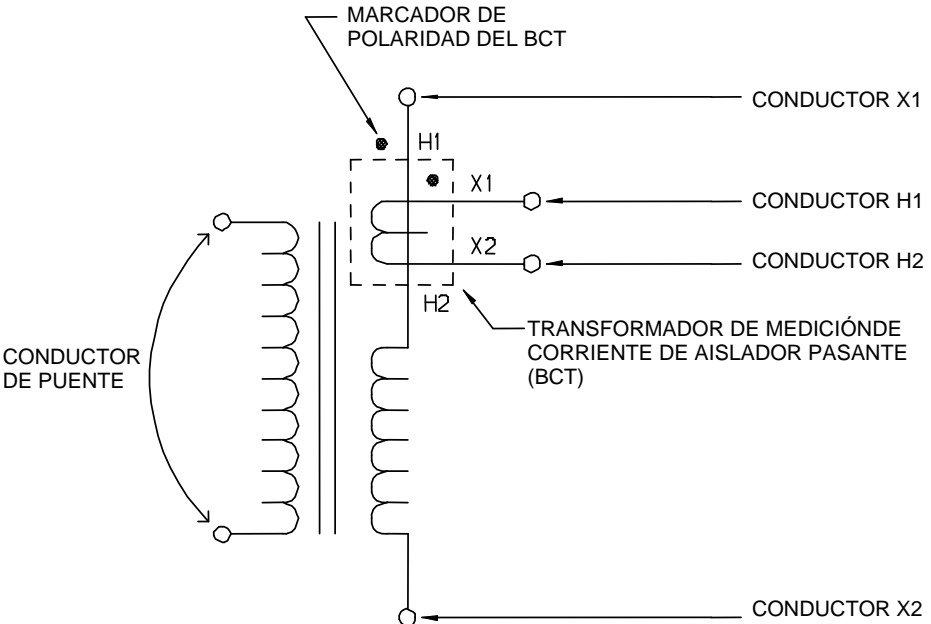 MARCADOR DE
POLARIDAD DEL BCT
CONDUCTOR X1
H1
X1
CONDUCTOR H1
X2
CONDUCTOR H2
H2
TRANSFORMADOR DE MEDICIÓNDE
CORRIENTE DE AISLADOR PASANTE
(BCT)
CONDUCTOR
DE PUENTE
CONDUCTOR X2